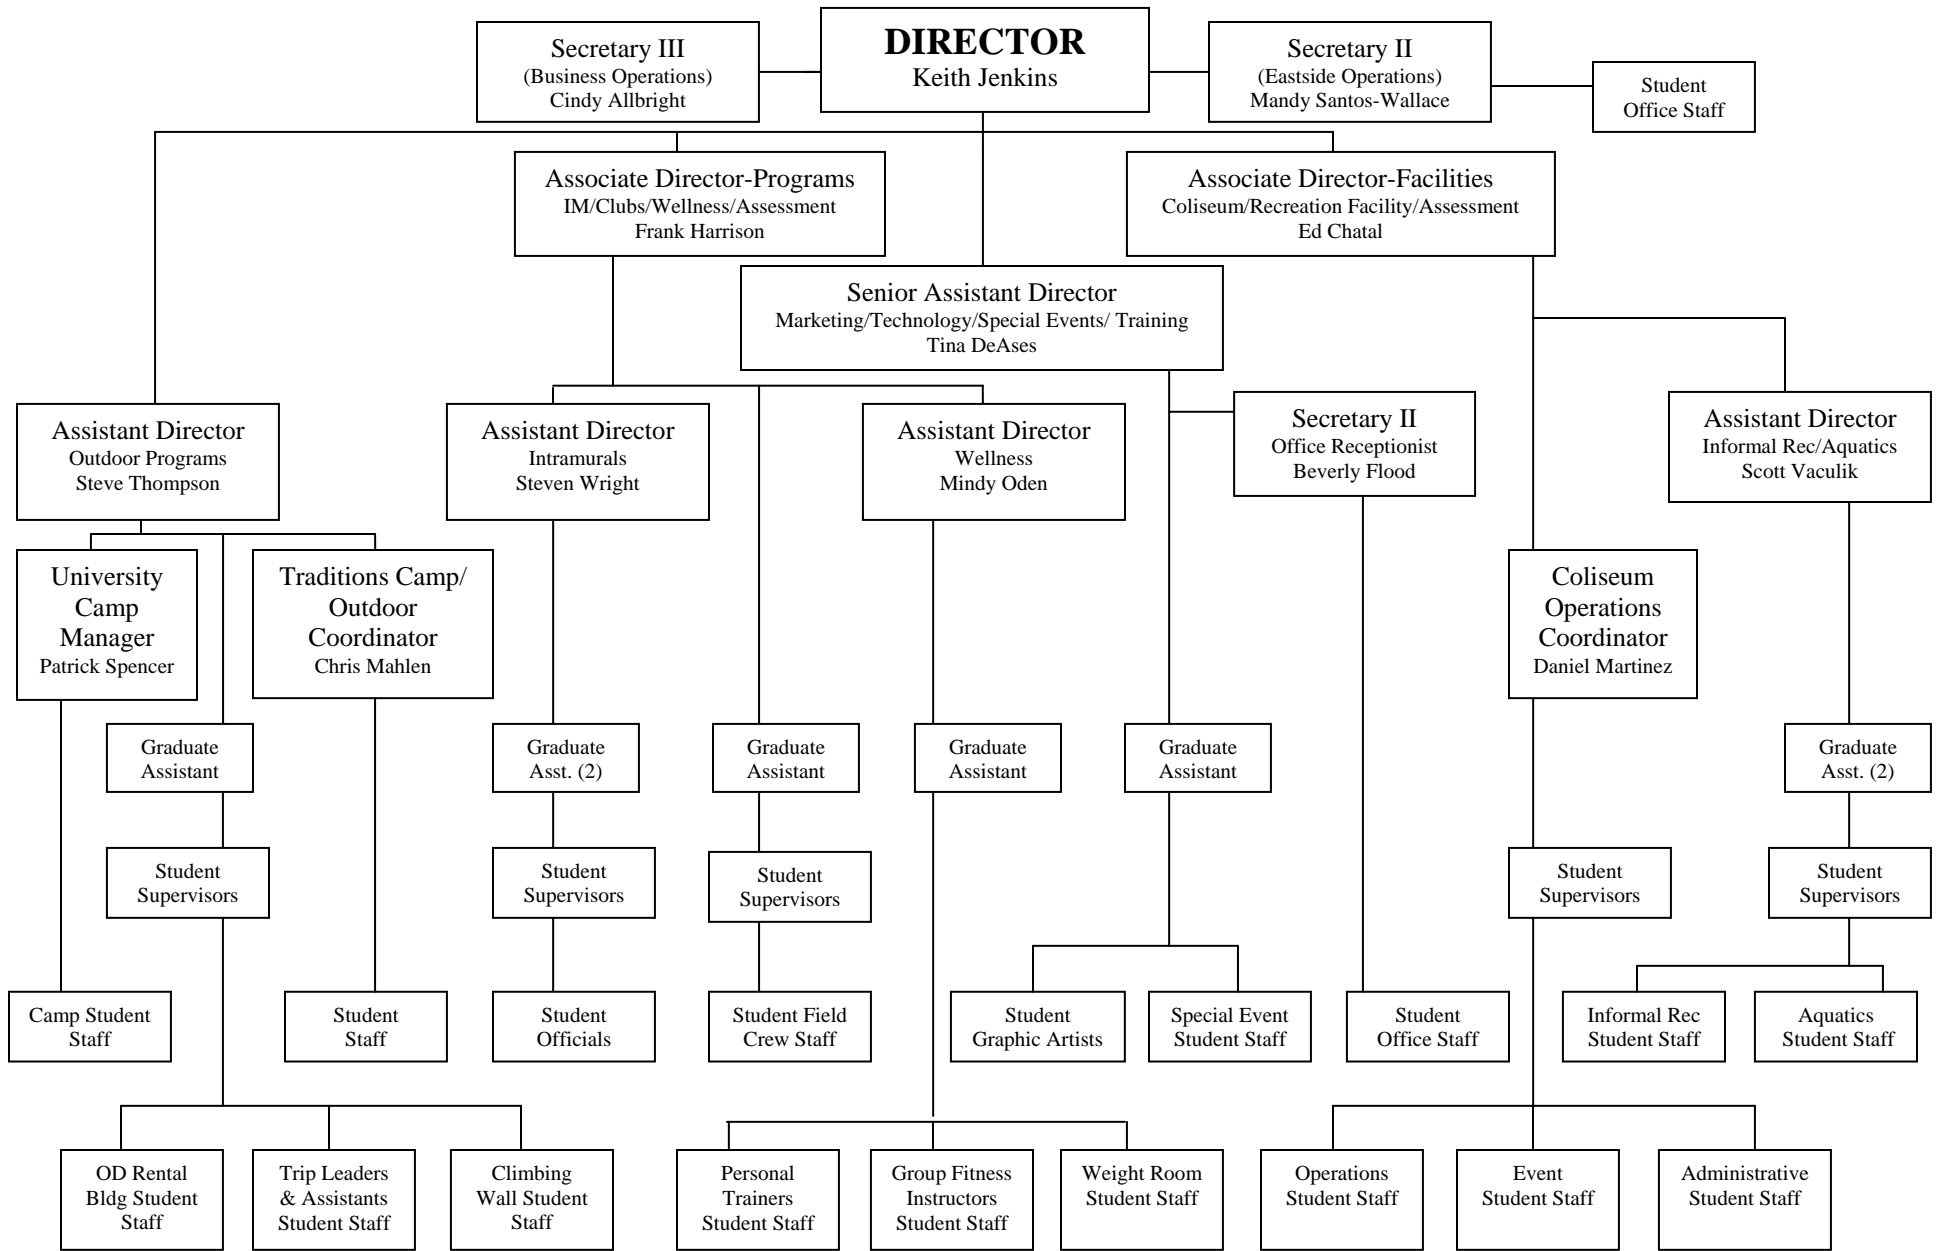 Secretary III
(Business Operations)
Cindy Allbright
DIRECTOR
Keith Jenkins
Secretary II
(Eastside Operations)
Mandy Santos-Wallace
Student
Office Staff
Associate Director-Programs
IM/Clubs/Wellness/Assessment
Frank Harrison
Associate Director-Facilities
Coliseum/Recreation Facility/Assessment
Ed Chatal
Senior Assistant Director
Marketing/Technology/Special Events/ Training
Tina DeAses
Assistant Director
Outdoor Programs
Steve Thompson
Assistant Director
Intramurals
Steven Wright
Assistant Director
Wellness
Mindy Oden
Secretary II
Office Receptionist
Beverly Flood
Assistant Director
Informal Rec/Aquatics
Scott Vaculik
University
Camp
Manager
Patrick Spencer
Traditions Camp/
Outdoor
Coordinator
Chris Mahlen
Coliseum
Operations
Coordinator
Daniel Martinez
Graduate
Assistant
Graduate
Asst. (2)
Graduate
Assistant
Graduate
Assistant
Graduate
Assistant
Graduate
Asst. (2)
Student
Supervisors
Student
Supervisors
Student
Supervisors
Student
Supervisors
Student
Supervisors
Camp Student
Staff
Student
Staff
Student
Officials
Student Field
Crew Staff
Student
Graphic Artists
Special Event
Student Staff
Student
Office Staff
Informal Rec
Student Staff
Aquatics
Student Staff
OD Rental
Bldg Student
Staff
Trip Leaders
& Assistants
Student Staff
Climbing
Wall Student
Staff
Personal
Trainers
Student Staff
Group Fitness
Instructors
Student Staff
Weight Room
Student Staff
Operations
Student Staff
Event
Student Staff
Administrative
Student Staff